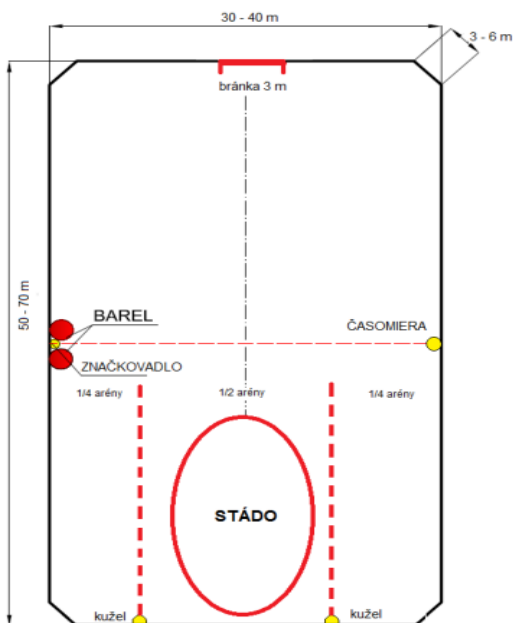 30 - 40 m
3 - 6 m
bránka 3 m
50 - 70 m
BAREL
ČASOMIERA
ZNAČKOVADLO
1/4 arény
1/2 arény
1/4 arény
STÁDO
kužel
kužel